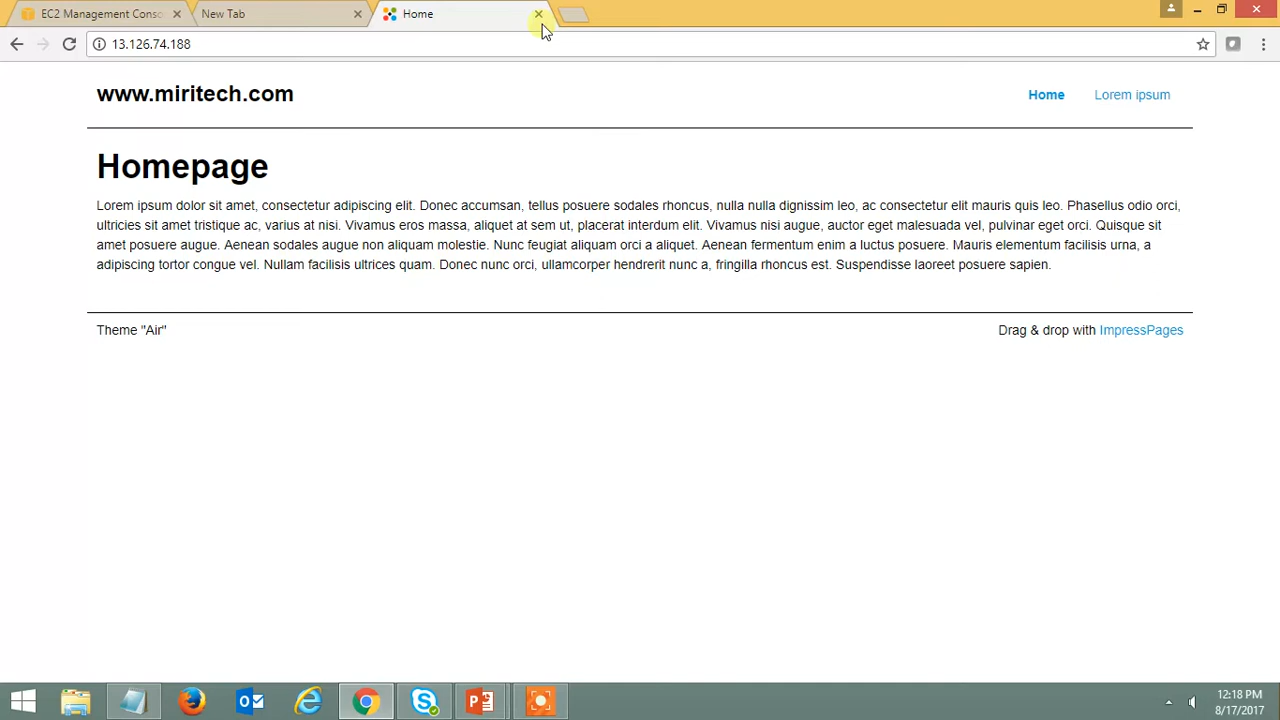 EC2 Management Conso
New Tab
Home
13.126.74.188
www.miritech.com
Home
Lorem ipsum
Homepage
Lorem ipsum dolor sit amet, consectetur adipiscing elit. Donec accumsan, tellus posuere sodales rhoncus, nulla nulla dignissim leo, ac consectetur elit mauris quis leo. Phasellus odio orci,
ultricies sit amet tristique ac, varius at nisi. Vivamus eros massa, aliquet at sem ut, placerat interdum elit. Vivamus nisi augue, auctor eget malesuada vel, pulvinar eget orci. Quisque sit
amet posuere augue. Aenean sodales augue non aliquam molestie. Nunc feugiat aliquam orci a aliquet. Aenean fermentum enim a luctus posuere. Mauris elementum facilisis urna, a
adipiscing tortor congue vel. Nullam facilisis ultrices quam. Donec nunc orci, ullamcorper hendrerit nunc a, fringilla rhoncus est. Suspendisse laoreet posuere sapien.
Theme "Air"
Drag & drop with ImpressPages
12:18 PM
8/17/2017